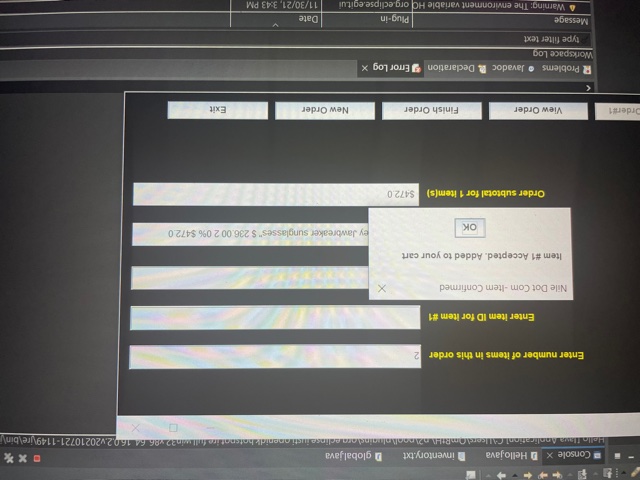 Console × Hello.java inventory.txt global.java
Hello [Java Application] C:\Users\OmRtH\.p2\pool\plugins\org.eclipse.justj.openjdk.hotspot.jre.full.win32.x86_64_16.0.2.v20210721-1149\jre\bin\j
Enter number of items in this order 2
Enter item ID for item #1
Nile Dot Com -Item Confirmed ×
Item #1 Accepted. Added to your cart
OK
ey Jawbreaker sunglasses" $ 236.00 2 0% $472.0
Order subtotal for 1 item(s) $472.0
Order#1 View Order Finish Order New Order Exit
Problems Javadoc Declaration Error Log ×
Workspace Log
type filter text
Message Plug-in Date
Warning: The environment variable HO org.eclipse.egit.ui 11/30/21, 3:43 PM